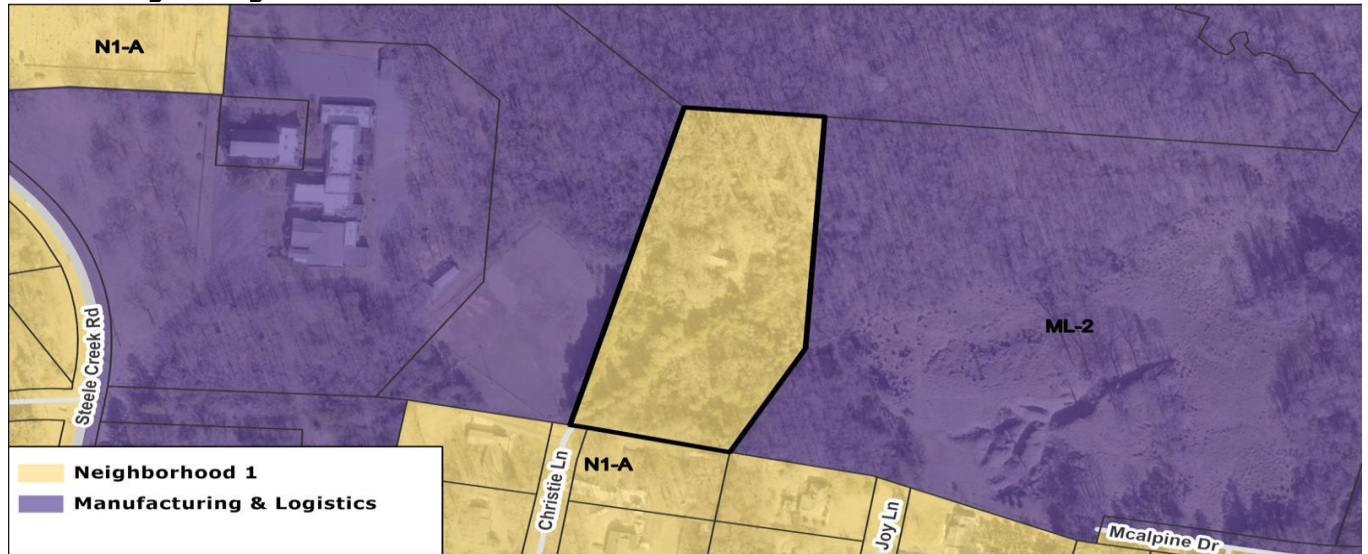 N1-A
ML-2
Steele Creek Rd
N1-A
Christie Ln
Joy Ln
Mcalpine Dr
Neighborhood 1
Manufacturing & Logistics